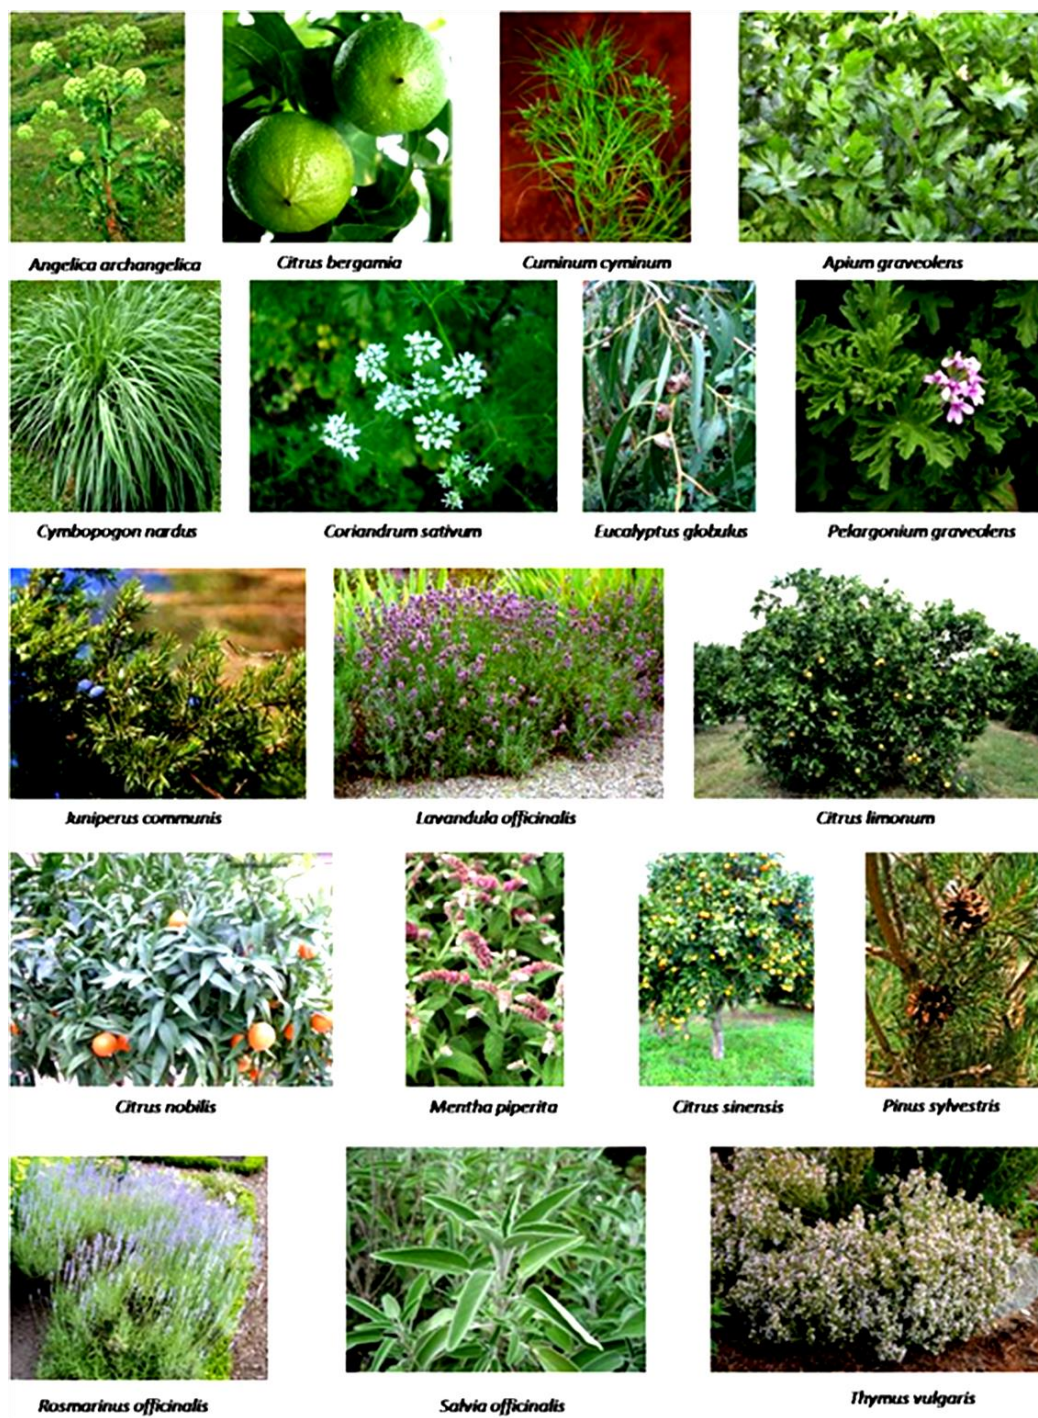 Angelica archangelica
Citrus bergamia
Cuminum cyminum
Apium graveolens
Cymbopogon nardus
Coriandrum sativum
Eucalyptus globulus
Pelargonium graveolens
Juniperus communis
Lavandula officinalis
Citrus limonum
Citrus nobilis
Mentha piperita
Citrus sinensis
Pinus sylvestris
Rosmarinus officinalis
Salvia officinalis
Thymus vulgaris